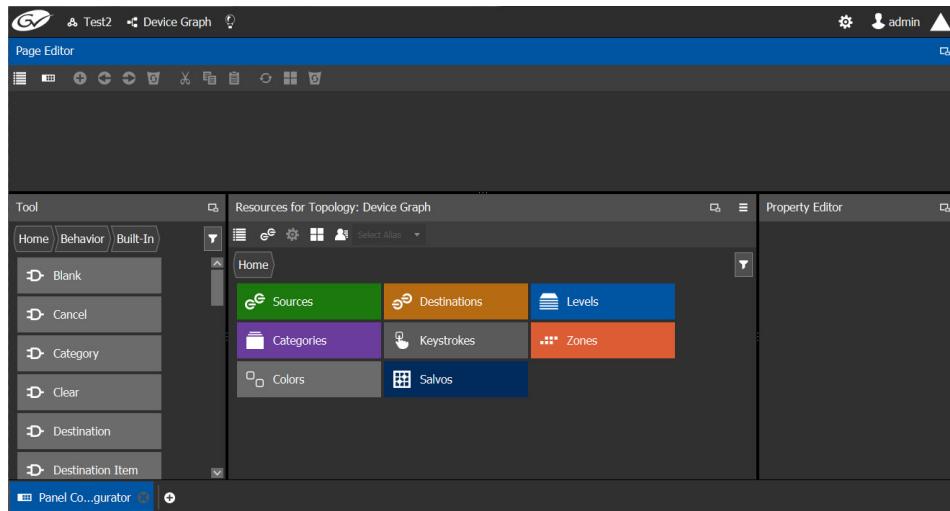 GV Test2 Device Graph admin
Page Editor
Tool
Home Behavior Built-In
Blank
Cancel
Category
Clear
Destination
Destination Item
Resources for Topology: Device Graph
Select Alias
Home
Sources Destinations Levels
Categories Keystrokes Zones
Colors Salvos
Property Editor
Panel Co...gurator